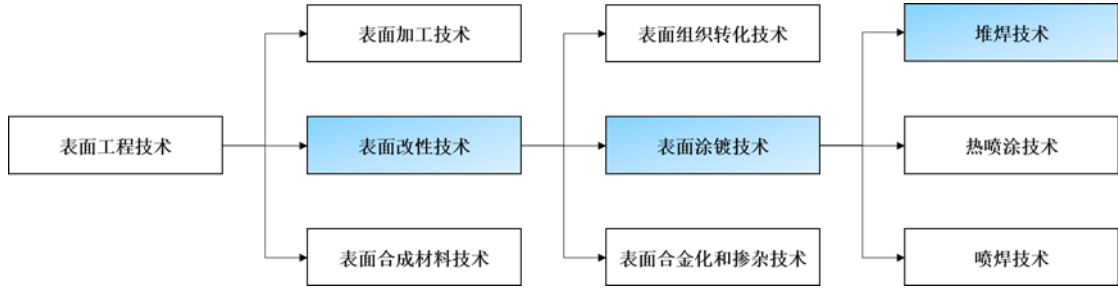 表面加工技术
表面组织转化技术
堆焊技术
表面工程技术
表面改性技术
表面涂镀技术
热喷涂技术
表面合成材料技术
表面合金化和掺杂技术
喷焊技术